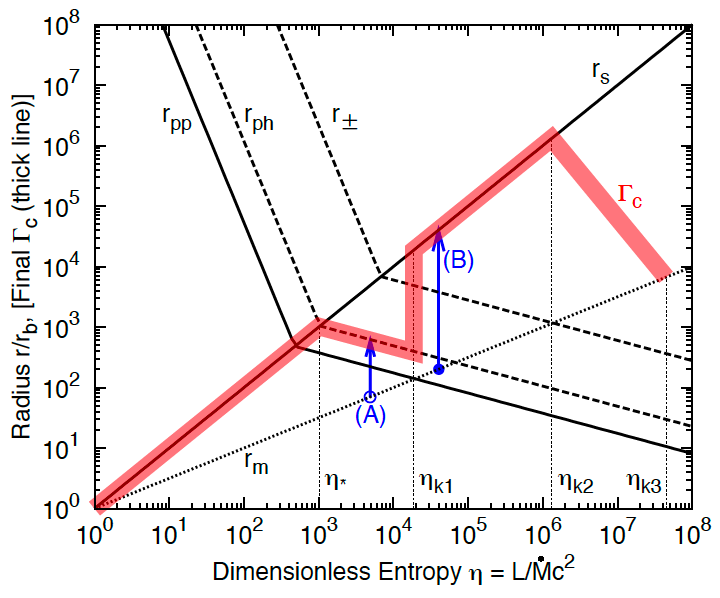 Radius r/r_b, [Final Γ_c (thick line)]
10^8
10^7
10^6
10^5
10^4
10^3
10^2
10^1
10^0
r_pp
r_ph
r_±
r_s
Γ_c
(B)
(A)
r_m
η_*
η_k1
η_k2
η_k3
10^0 10^1 10^2 10^3 10^4 10^5 10^6 10^7 10^8
Dimensionless Entropy η = L/Ṁc^2